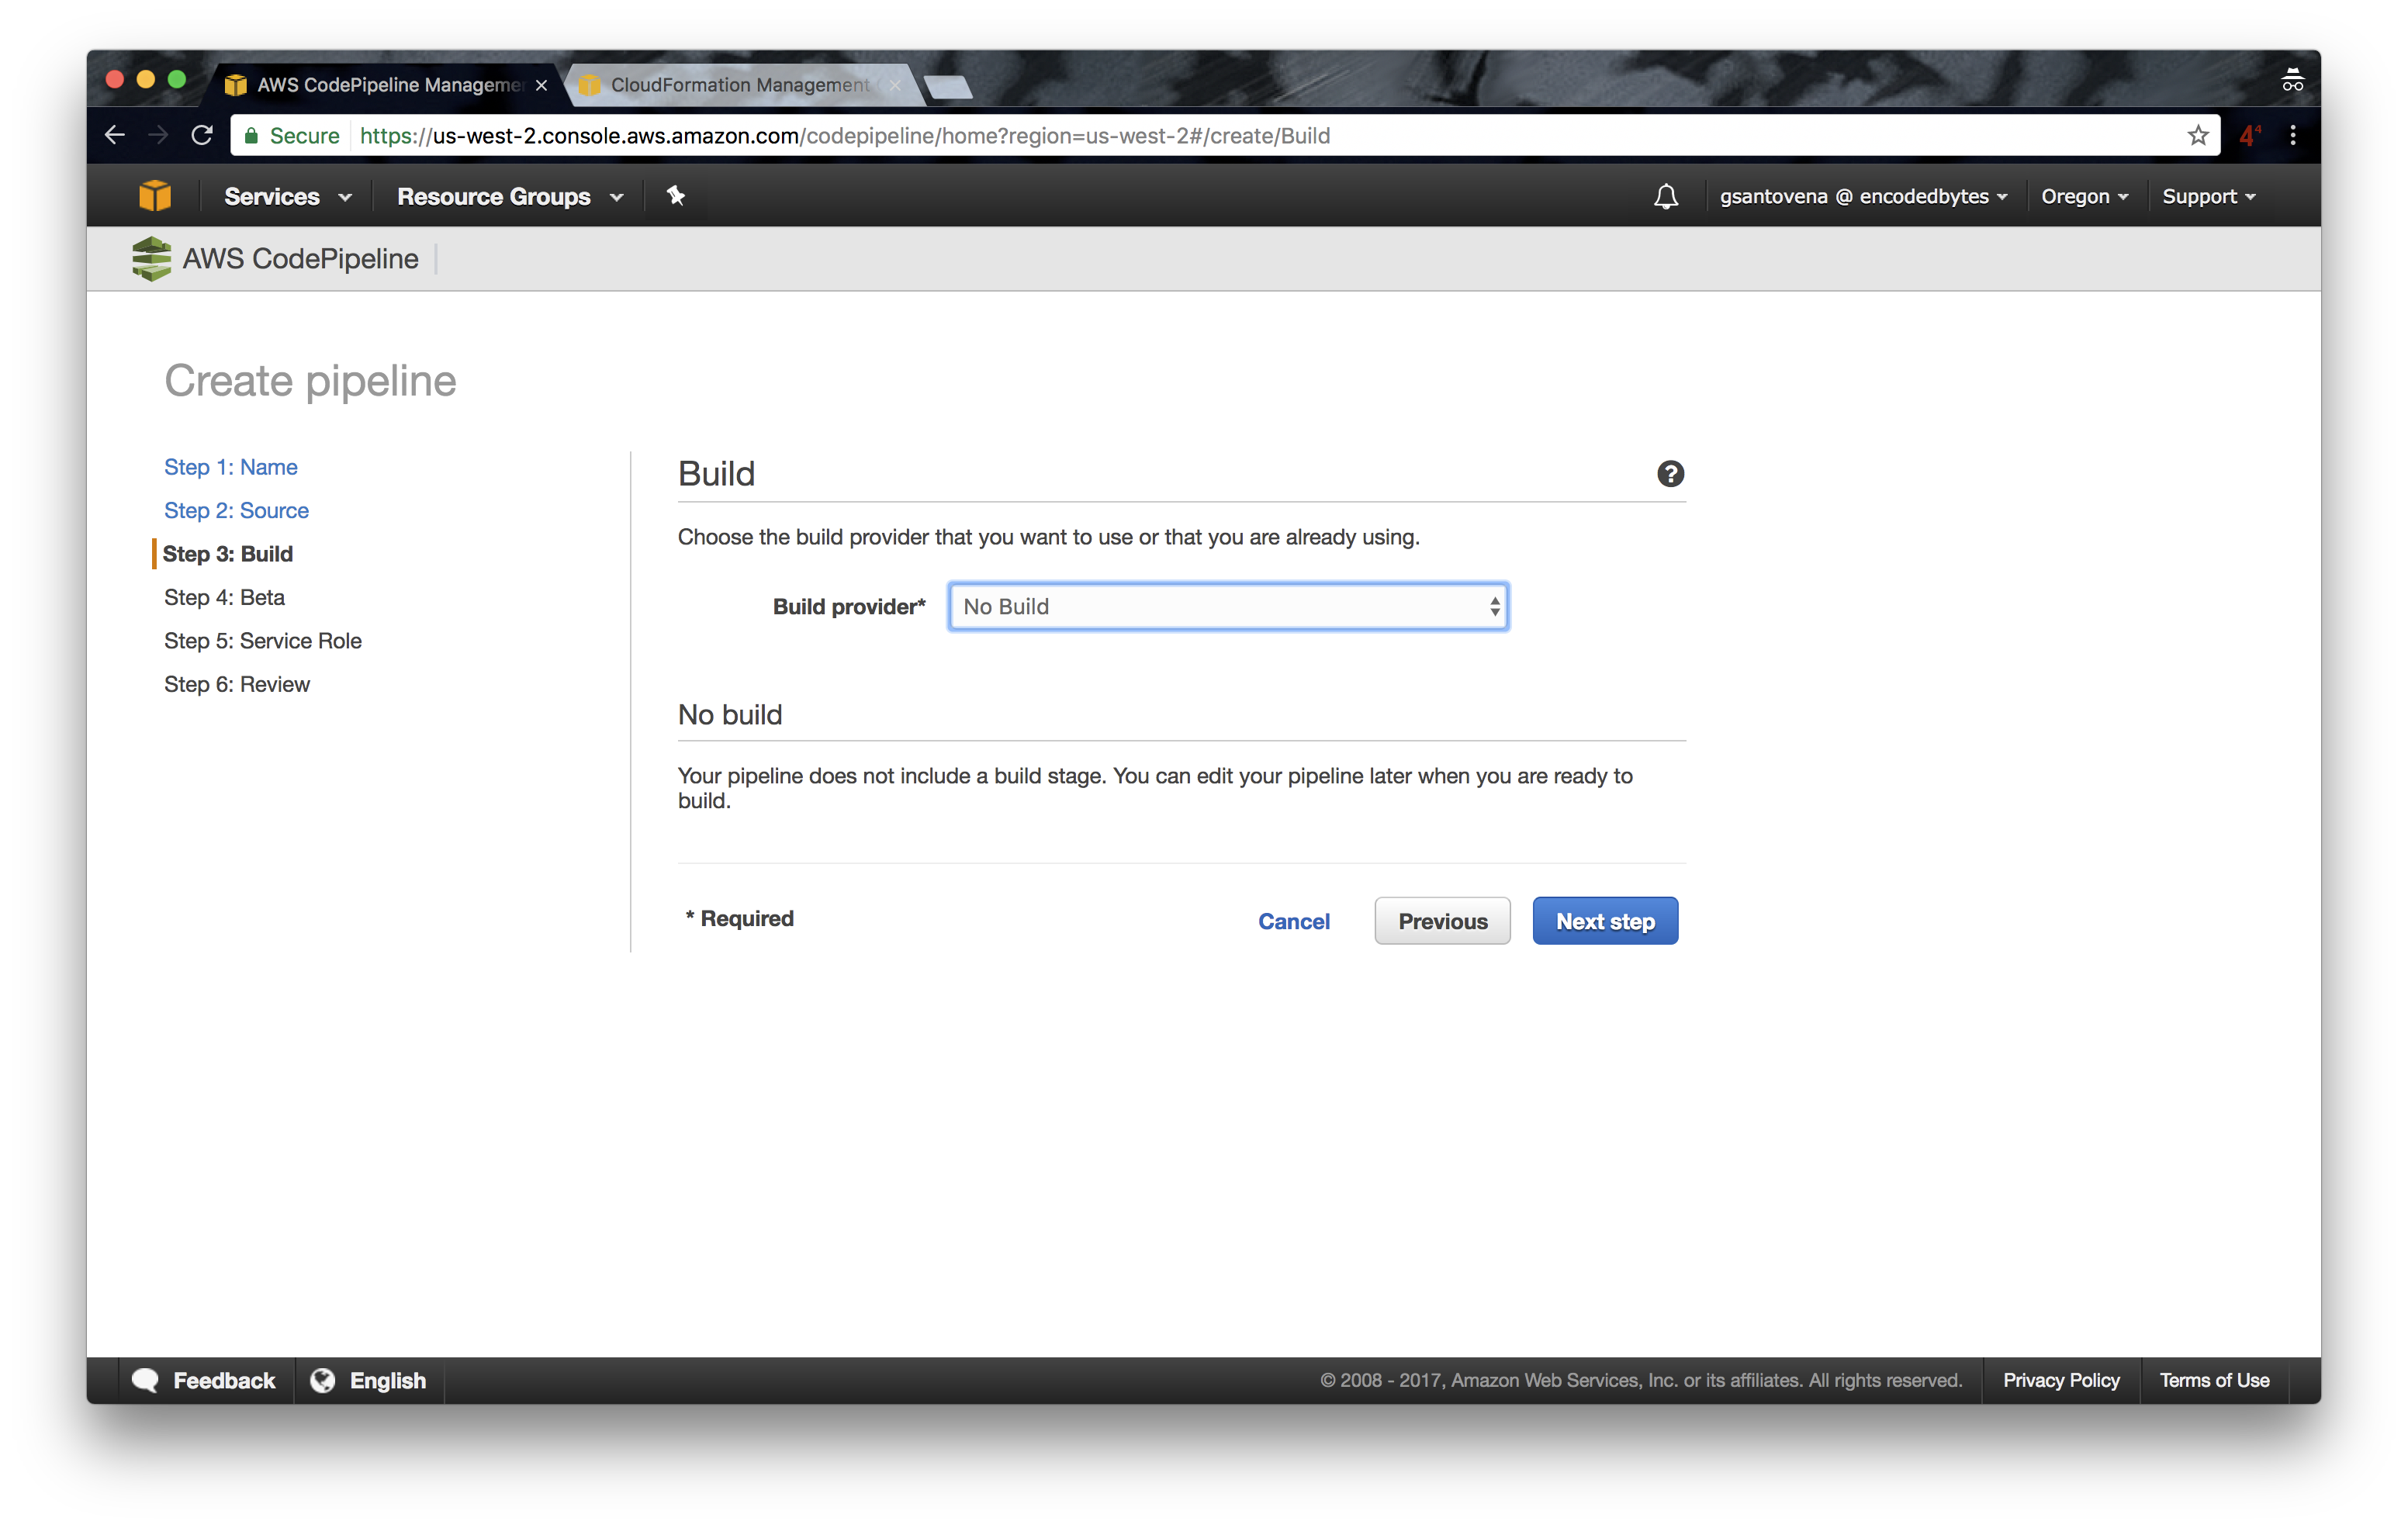 AWS CodePipeline Manageme
CloudFormation Management
Secure https://us-west-2.console.aws.amazon.com/codepipeline/home?region=us-west-2#/create/Build
4⁴
Services Resource Groups gsantovena @ encodedbytes Oregon Support
AWS CodePipeline
Create pipeline
Step 1: Name
Step 2: Source
Step 3: Build
Step 4: Beta
Step 5: Service Role
Step 6: Review
Build
?
Choose the build provider that you want to use or that you are already using.
Build provider* No Build
No build
Your pipeline does not include a build stage. You can edit your pipeline later when you are ready to
build.
* Required Cancel Previous Next step
Feedback English © 2008 - 2017, Amazon Web Services, Inc. or its affiliates. All rights reserved. Privacy Policy Terms of Use